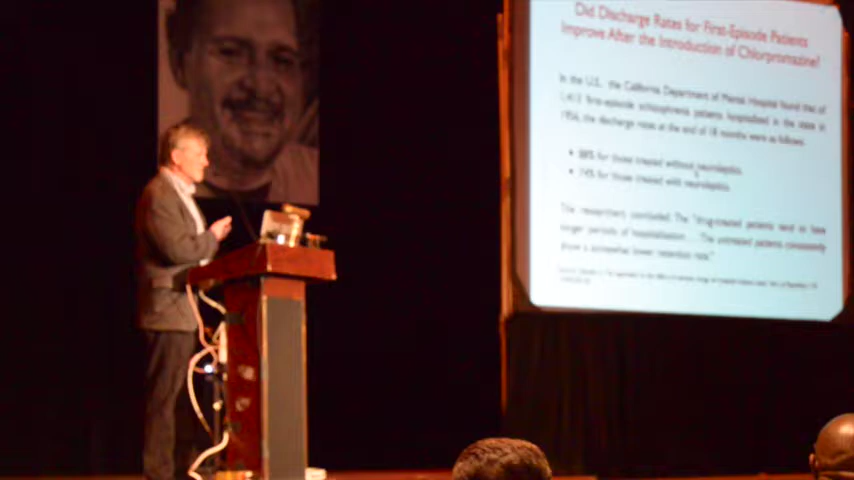 Did Discharge Rates for First-Episode Patients
Improve After the Introduction of Chlorpromazine?
In the U.S., the California Department of Mental Hospital found that of
first-episode schizophrenia patients hospitalized in the state in
1956, the discharge rates at the end of 18 months were as follows:
• 88% for those treated without neuroleptics.
• 74% for those treated with neuroleptics.
The researchers concluded: The "drug-treated patients tend to have
longer periods of hospitalization . . . The untreated patients consistently
show a somewhat lower retention rate."